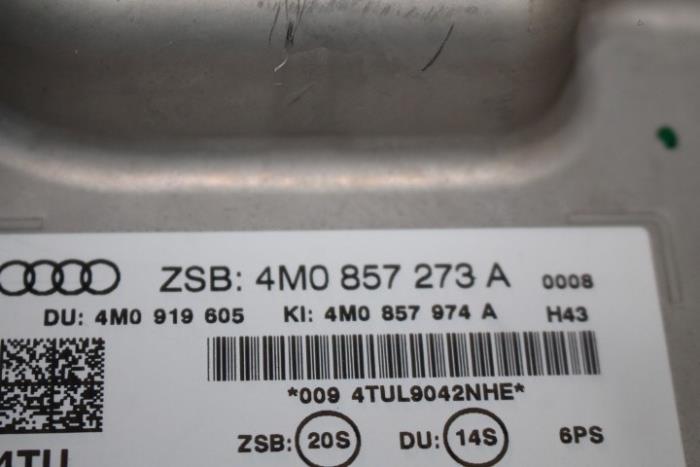 ZSB: 4M0 857 273 A 0008
DU: 4M0 919 605 KI: 4M0 857 974 A H43
*009 4TUL9042NHE*
ZSB: 20S DU: 14S 6PS
4TU